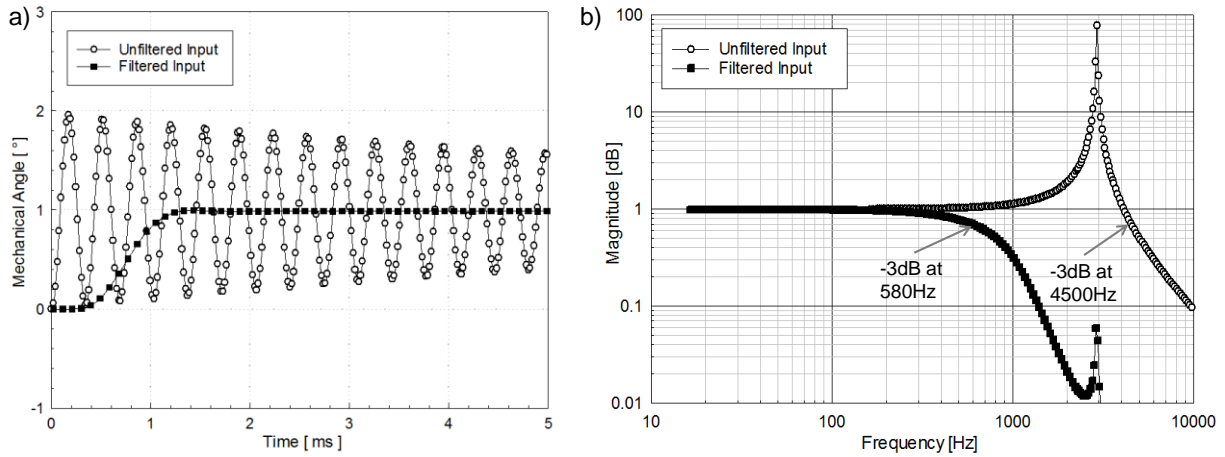 a)
3
2
1
0
-1
0
1
2
3
4
5
Mechanical Angle [ ° ]
Time [ ms ]
Unfiltered Input
Filtered Input
b)
100
10
1
0.1
0.01
10
100
1000
10000
Magnitude [dB]
Frequency [Hz]
Unfiltered Input
Filtered Input
-3dB at
580Hz
-3dB at
4500Hz